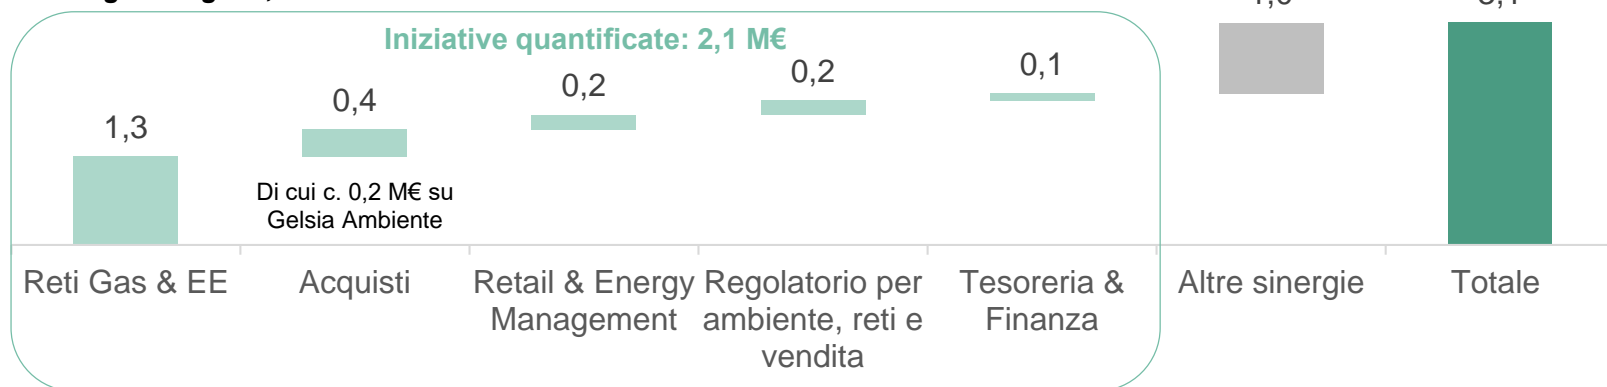 Iniziative quantificate: 2,1 M€
1,3
0,4
0,2
0,2
0,1
Di cui c. 0,2 M€ su
Gelsia Ambiente
Reti Gas & EE
Acquisti
Retail & Energy
Management
Regolatorio per
ambiente, reti e
vendita
Tesoreria &
Finanza
Altre sinergie
Totale